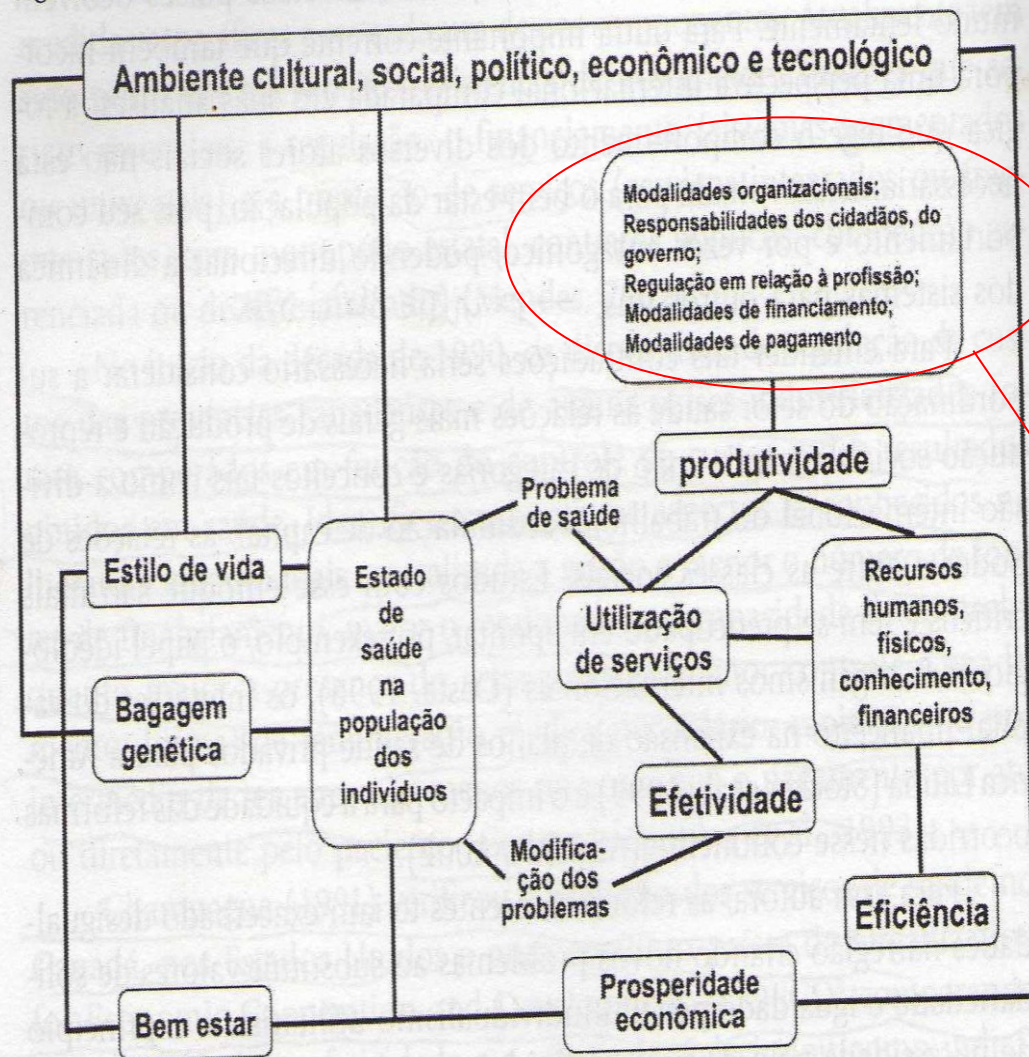 Ambiente cultural, social, político, econômico e tecnológico
Modalidades organizacionais:
Responsabilidades dos cidadãos, do
governo;
Regulação em relação à profissão;
Modalidades de financiamento;
Modalidades de pagamento
produtividade
Problema
de saúde
Estilo de vida
Estado
de
saúde
na
população
dos
indivíduos
Utilização
de serviços
Recursos
humanos,
físicos,
conhecimento,
financeiros
Bagagem
genética
Efetividade
Modifica-
ção dos
problemas
Eficiência
Bem estar
Prosperidade
econômica